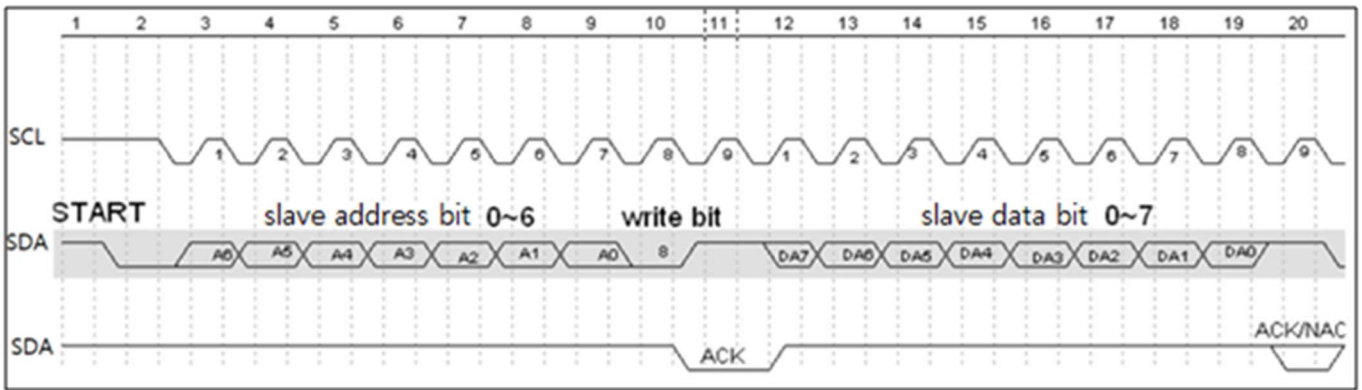 1 2 3 4 5 6 7 8 9 10 11 12 13 14 15 16 17 18 19 20
SCL 1 2 3 4 5 6 7 8 9 1 2 3 4 5 6 7 8 9
START slave address bit 0~6 write bit slave data bit 0~7
SDA A6 A5 A4 A3 A2 A1 A0 8 DA7 DA6 DA5 DA4 DA3 DA2 DA1 DA0
ACK/NAC
SDA ACK